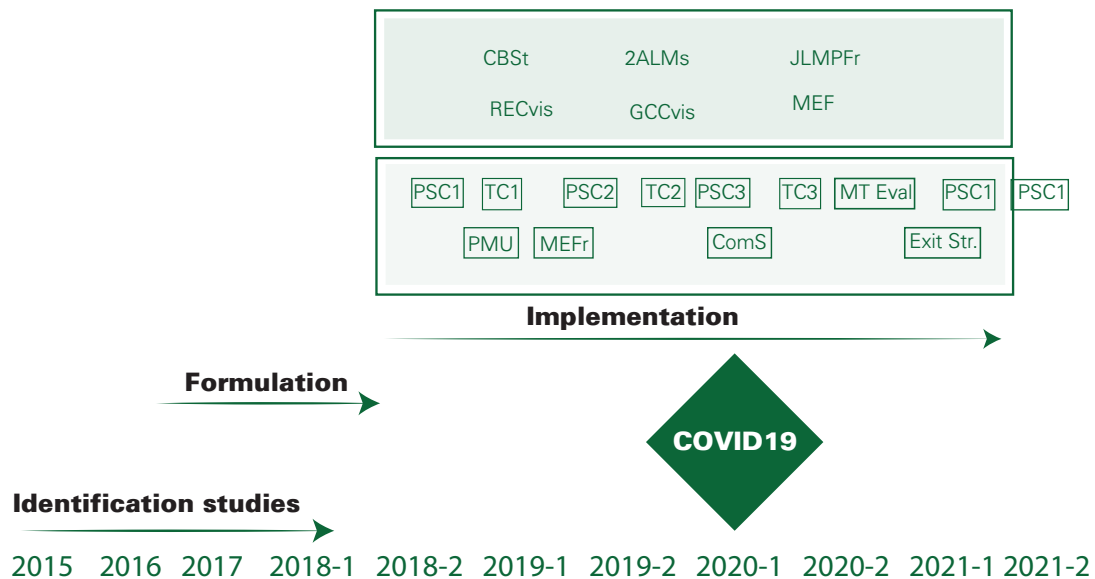 CBSt 2ALMs JLMPFr
RECvis GCCvis MEF
PSC1 TC1 PSC2 TC2 PSC3 TC3 MT Eval PSC1 PSC1
PMU MEFr ComS Exit Str.
Implementation
Formulation
COVID19
Identification studies
2015 2016 2017 2018-1 2018-2 2019-1 2019-2 2020-1 2020-2 2021-1 2021-2